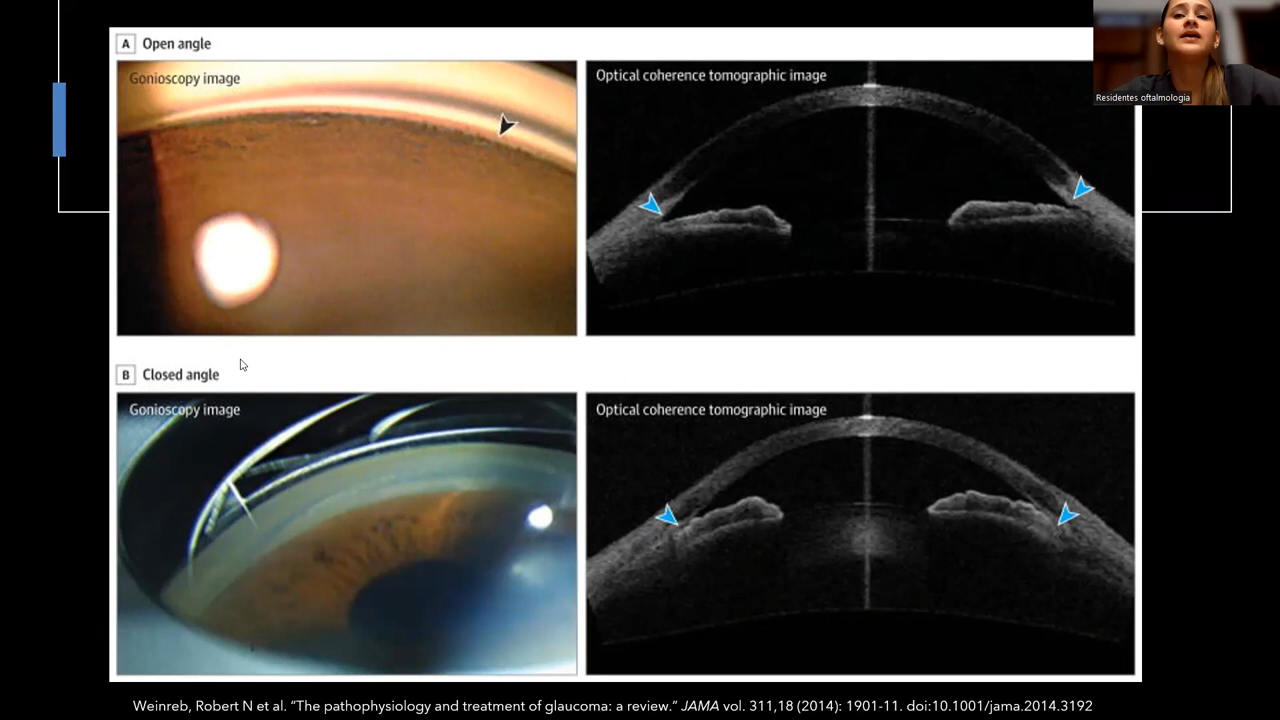 A Open angle
Gonioscopy image
Optical coherence tomographic image
Residentes oftalmologia
B Closed angle
Gonioscopy image
Optical coherence tomographic image
Weinreb, Robert N et al. “The pathophysiology and treatment of glaucoma: a review.” JAMA vol. 311,18 (2014): 1901-11. doi:10.1001/jama.2014.3192